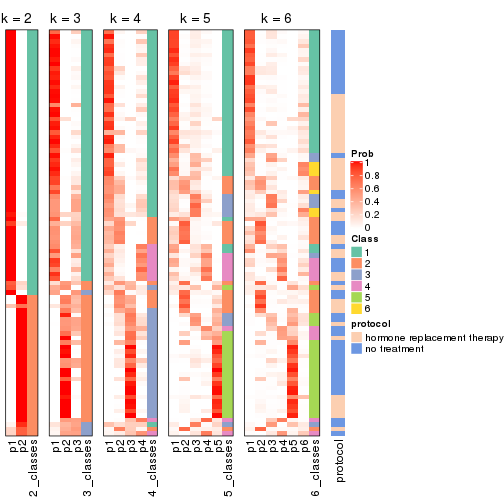 k = 2 k = 3 k = 4 k = 5 k = 6
Prob
1
0.8
0.6
0.4
0.2
0
Class
1
2
3
4
5
6
protocol
hormone replacement therapy
no treatment
p1
p2
2_classes
p1
p2
p3
3_classes
p1
p2
p3
p4
4_classes
p1
p2
p3
p4
p5
5_classes
p1
p2
p3
p4
p5
p6
6_classes
protocol